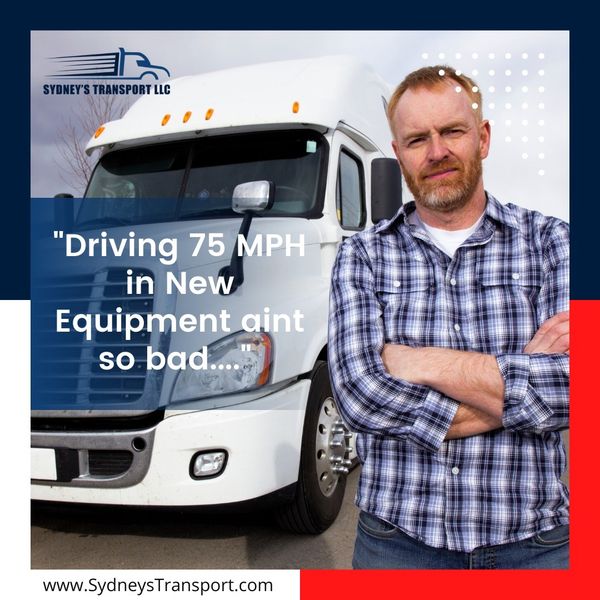 SYDNEY'S TRANSPORT LLC
"Driving 75 MPH
in New
Equipment aint
so bad...."
www.SydneysTransport.com